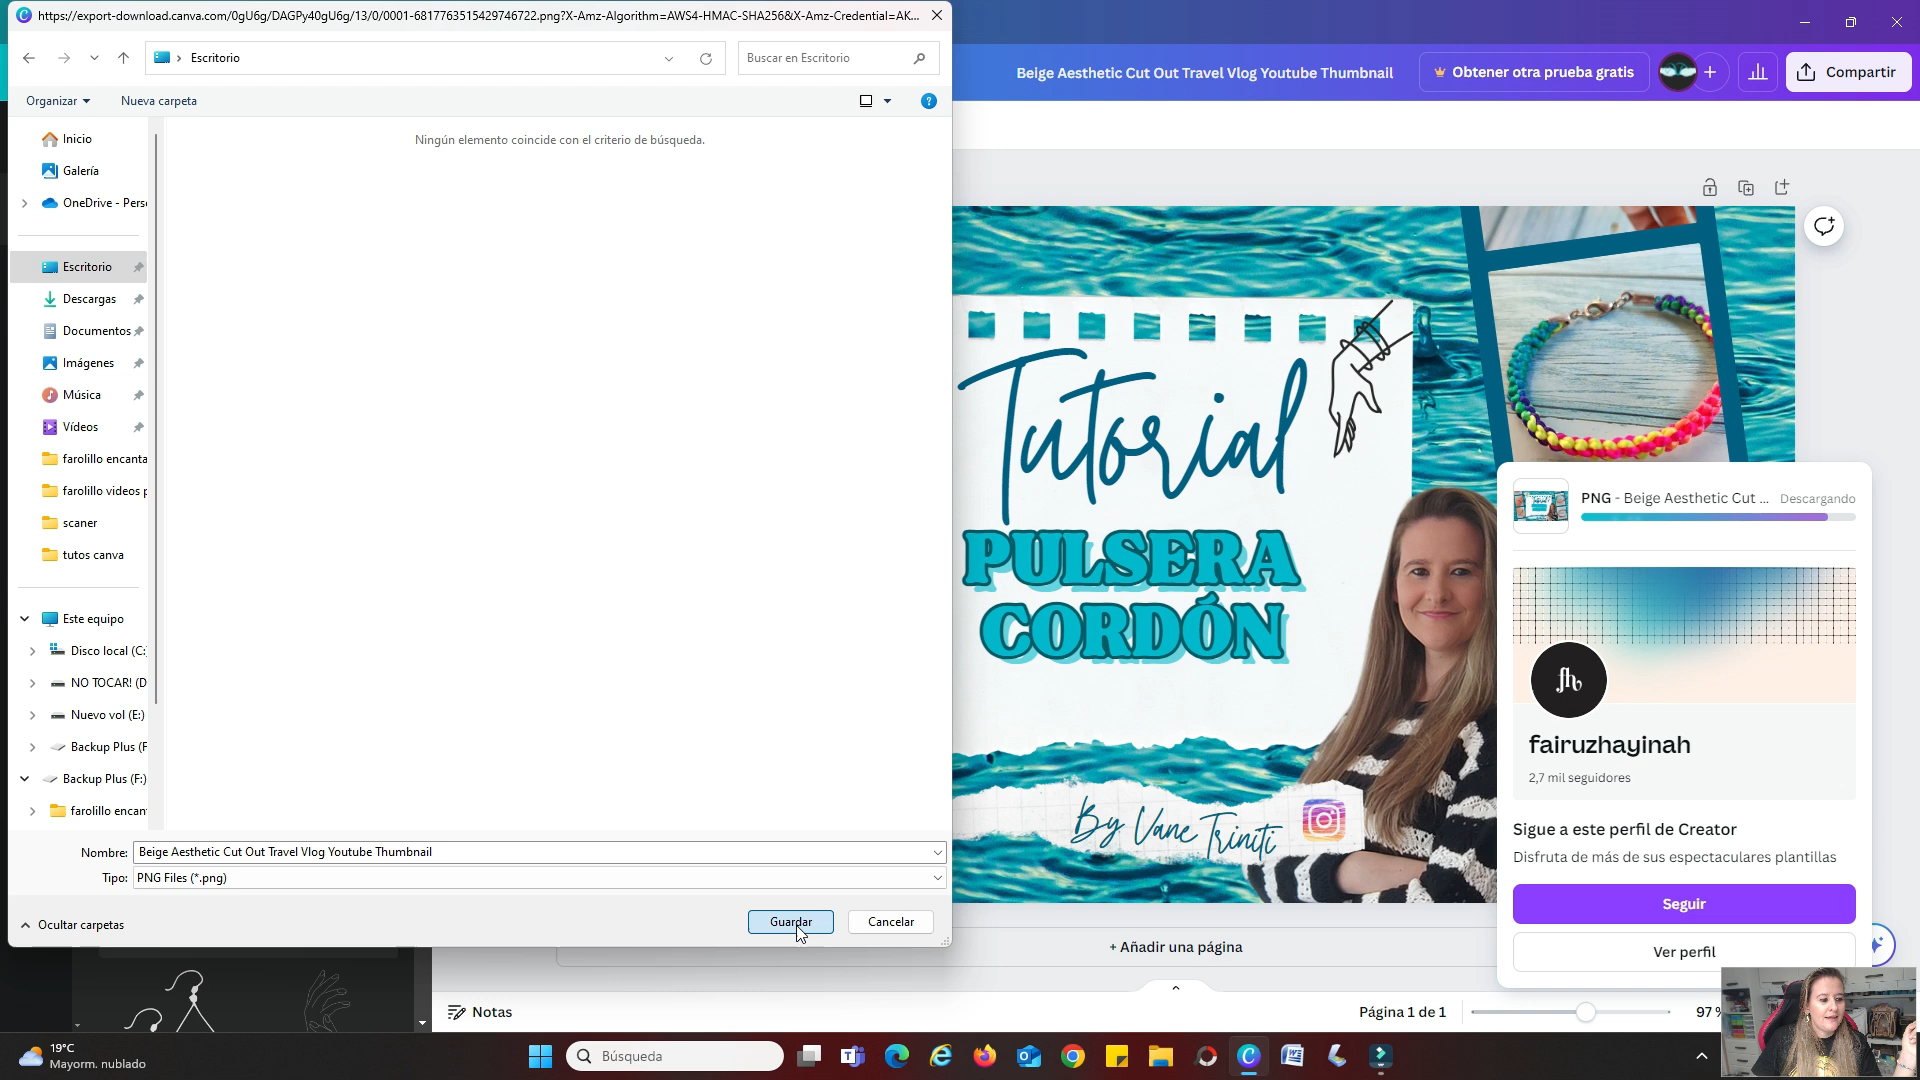 https://export-download.canva.com/0gU6g/DAGPy40gU6g/13/0/0001-6817763515429746722.png?X-Amz-Algorithm=AWS4-HMAC-SHA256&X-Amz-Credential=AK...
Escritorio
Buscar en Escritorio
Organizar
Nueva carpeta
Ningún elemento coincide con el criterio de búsqueda.
Inicio
Galería
OneDrive - Pers
Escritorio
Descargas
Documentos
Imágenes
Música
Vídeos
farolillo encanta
farolillo videos p
scaner
tutos canva
Este equipo
Disco local (C:
NO TOCAR! (D
Nuevo vol (E:)
Backup Plus (F
Backup Plus (F:)
farolillo encan
Nombre: Beige Aesthetic Cut Out Travel Vlog Youtube Thumbnail
Tipo: PNG Files (*.png)
Ocultar carpetas
Guardar
Cancelar
Beige Aesthetic Cut Out Travel Vlog Youtube Thumbnail
Obtener otra prueba gratis
Compartir
Tutorial
PULSERA
CORDÓN
By Vane Triniti
PNG - Beige Aesthetic Cut ... Descargando
fh
fairuzhayinah
2,7 mil seguidores
Sigue a este perfil de Creator
Disfruta de más de sus espectaculares plantillas
Seguir
Ver perfil
+ Añadir una página
Notas
Página 1 de 1
97 %
19°C
Mayorm. nublado
Búsqueda